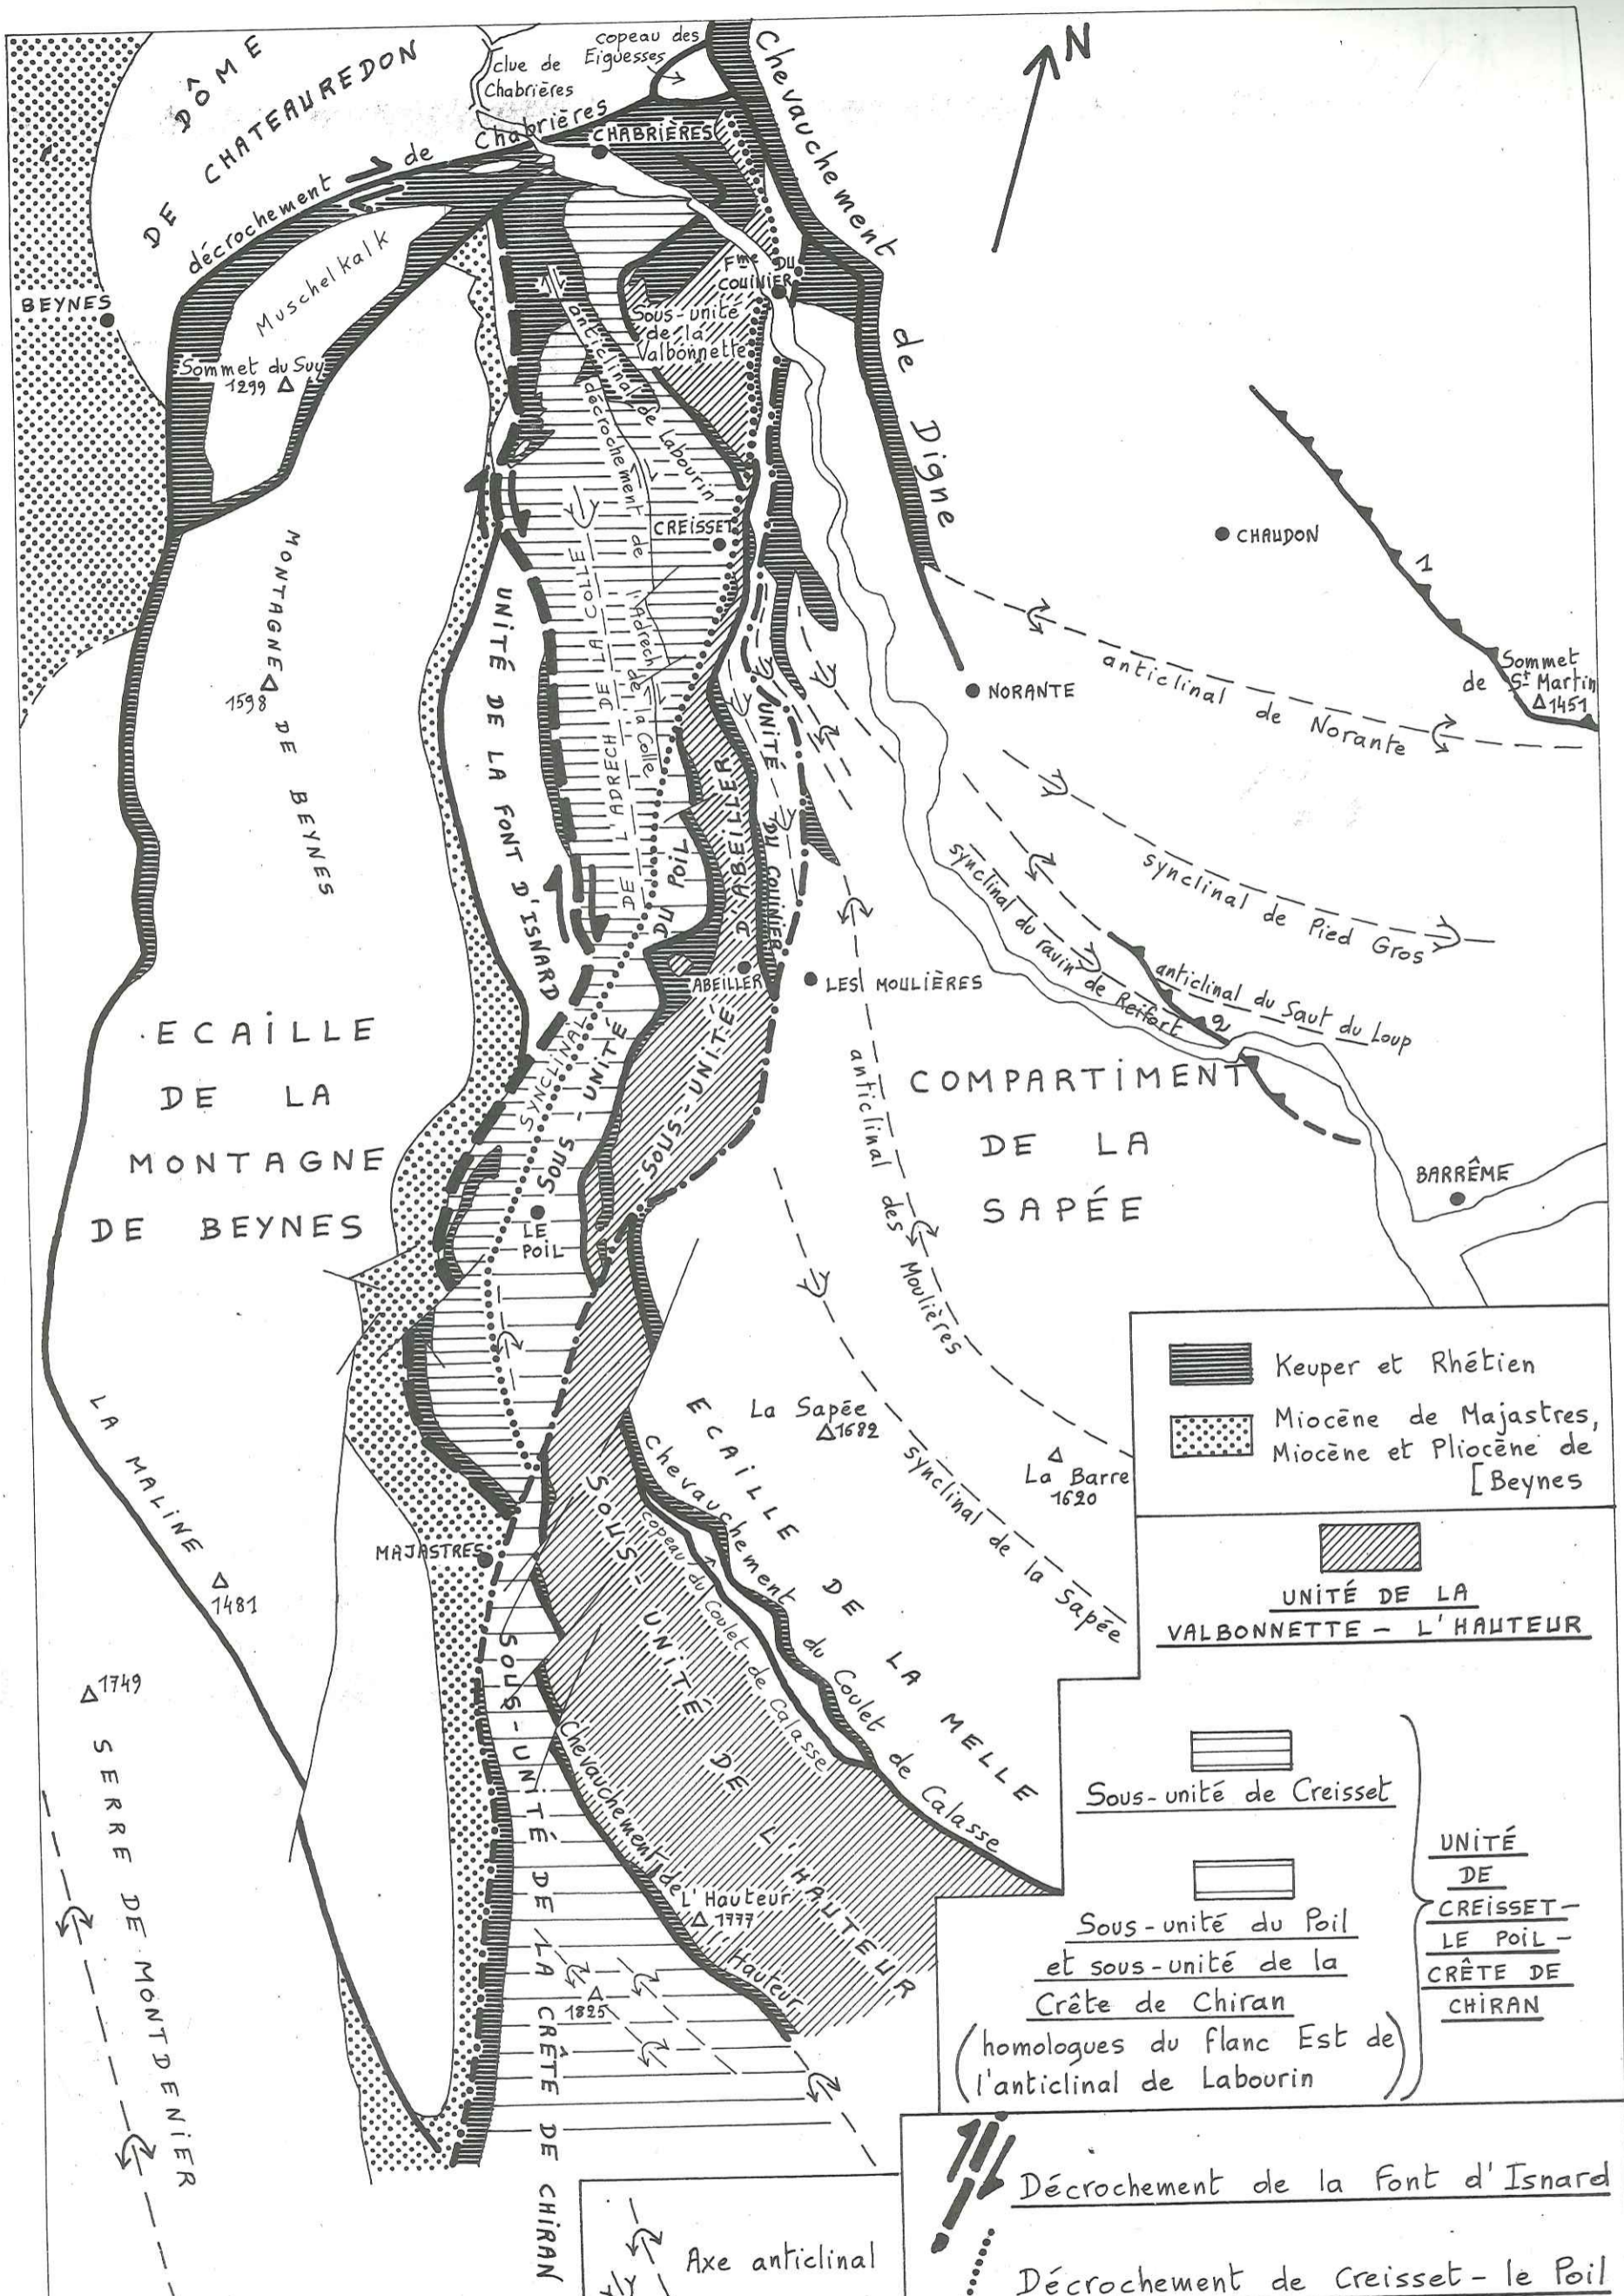 DÔME
DE CHATEAUREDON
clue de
Chabrières
copeau des
Eiguesses
Chevauchement de Digne
N
décrochement de Chabrières
CHABRIÈRES
Muschelkalk
BEYNES
Sommet du Suy
1299
Fme DU
COUINIER
Sous-unité
de la
Valbonnette
anticlinal de Labourin
décrochement de l'Adrech de la Colle
CREISSET
CHAUDON
1
Sommet
de St Martin
1451
NORANTE
anticlinal de Norante
MONTAGNE DE BEYNES
1598
UNITÉ DE LA FONT D'ISNARD
SYNCLINAL DE L'ADRECH DE LA COLLE
SOUS-UNITÉ DU POIL
SOUS-UNITÉ D'ABEILLER
UNITÉ DU COUINIER
synclinal de Pied Gros
synclinal du ravin de Reifort
anticlinal du Saut du Loup
2
ABEILLER
LES MOULIÈRES
anticlinal des Moulières
ECAILLE
DE LA
MONTAGNE
DE BEYNES
COMPARTIMENT
DE LA
SAPÉE
BARRÊME
LE
POIL
LA MALINE
1481
La Sapée
1682
La Barre
1620
synclinal de la Sapée
ECAILLE DE LA MELLE
Chevauchement du Coulet de Calasse
copeau du Coulet de Calasse
MAJASTRES
SOUS-UNITÉ DE L'HAUTEUR
SOUS-UNITÉ DE LA CRÊTE DE CHIRAN
Chevauchement de l'Hauteur
L'Hauteur
1777
1825
1749
SERRE DE MONTDENIER
Keuper et Rhétien
Miocène de Majastres,
Miocène et Pliocène de
[Beynes
UNITÉ DE LA
VALBONNETTE - L'HAUTEUR
Sous-unité de Creisset
Sous-unité du Poil
et sous-unité de la
Crête de Chiran
(homologues du flanc Est de
l'anticlinal de Labourin)
UNITÉ
DE
CREISSET-
LE POIL-
CRÊTE DE
CHIRAN
Décrochement de la Font d'Isnard
Décrochement de Creisset - le Poil
Axe anticlinal